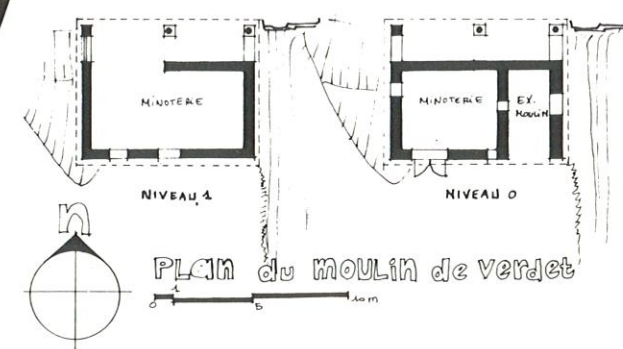 MINOTERIE
MINOTERIE
EX.
MOULIN
NIVEAU 1
NIVEAU 0
n
PLan du mouLin de verdet
0 1 5 10 m